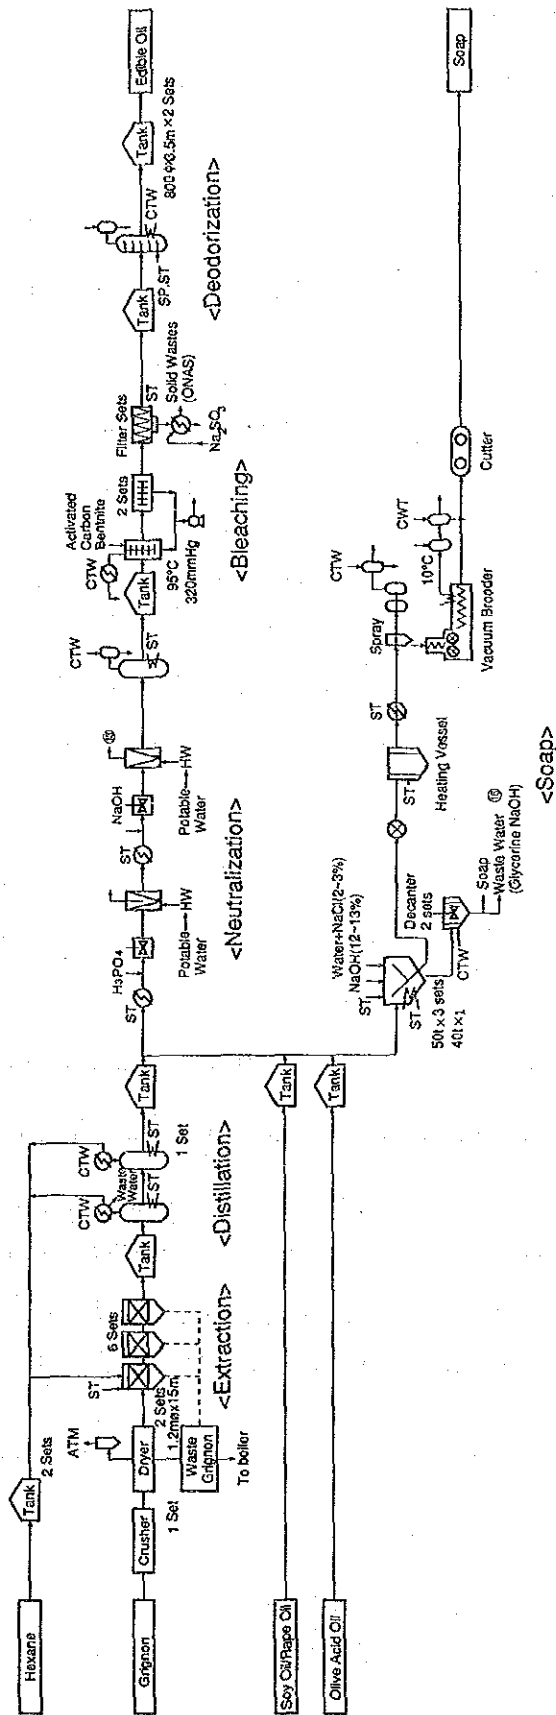 Hexane
Tank
2 Sets
Grignon
Crusher
1 Set
ATM
Dryer
2 Sets
1.2mφx15m
Waste
Grignon
To boiler
ST
6 Sets
<Extraction>
Tank
CTW
Waste
Water
ST
CTW
ST
1 Set
<Distillation>
Tank
ST
H3PO4
Potable
Water
HW
ST
NaOH
Potable
Water
HW
⑯
<Neutralization>
CTW
ST
Tank
CTW
Activated
Carbon
Bentnite
95°C
320mmHg
2 Sets
Filter Sets
ST
Solid Wastes
(ONAS)
Na2SO3
<Bleaching>
Tank
SP.ST
CTW
<Deodorization>
Tank
800φx3.5m×2 Sets
Edible Oil
Soy Oil/Rape Oil
Tank
Olive Acid Oil
Tank
ST
Water+NaCl(2~3%)
NaOH(12~13%)
ST
50t x 3 sets
40t x 1
Decanter
2 sets
CTW
Soap
Waste Water ⑯
(Glycerine NaOH)
ST
Heating Vessel
ST
Spray
CTW
10°C
CWT
Vacuum Brooder
Cutter
Soap
<Soap>